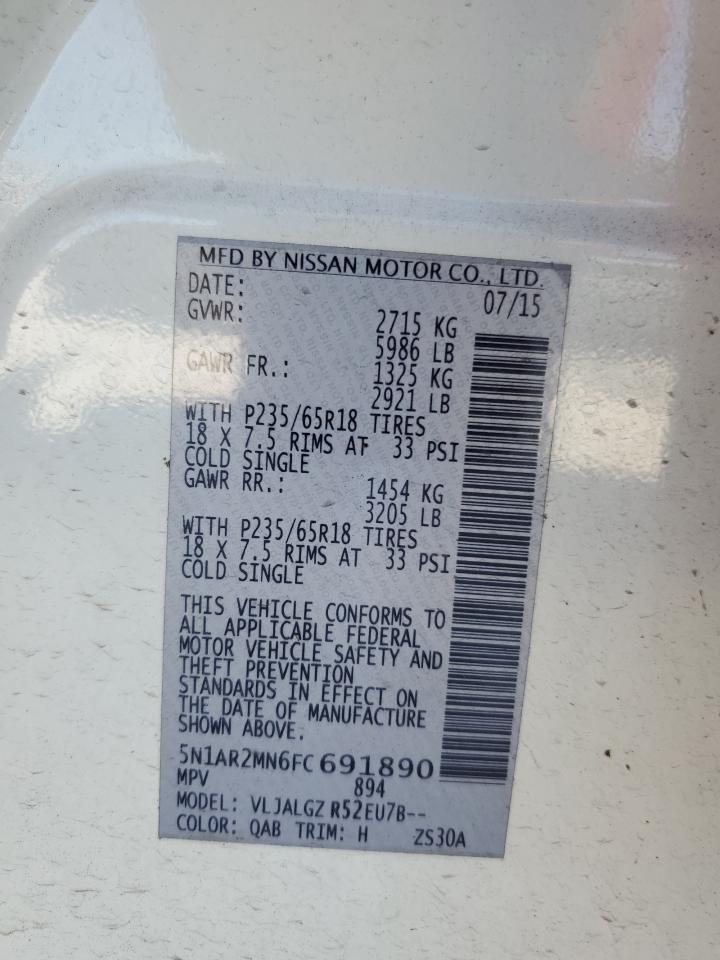 MFD BY NISSAN MOTOR CO., LTD.
DATE: 07/15
GVWR: 2715 KG
5986 LB
GAWR FR.: 1325 KG
2921 LB
WITH P235/65R18 TIRES
18 X 7.5 RIMS AT 33 PSI
COLD SINGLE
GAWR RR.: 1454 KG
3205 LB
WITH P235/65R18 TIRES
18 X 7.5 RIMS AT 33 PSI
COLD SINGLE
THIS VEHICLE CONFORMS TO
ALL APPLICABLE FEDERAL
MOTOR VEHICLE SAFETY AND
THEFT PREVENTION
STANDARDS IN EFFECT ON
THE DATE OF MANUFACTURE
SHOWN ABOVE.
5N1AR2MN6FC691890
MPV 894
MODEL: VLJALGZ R52EU7B--
COLOR: QAB TRIM: H ZS30A